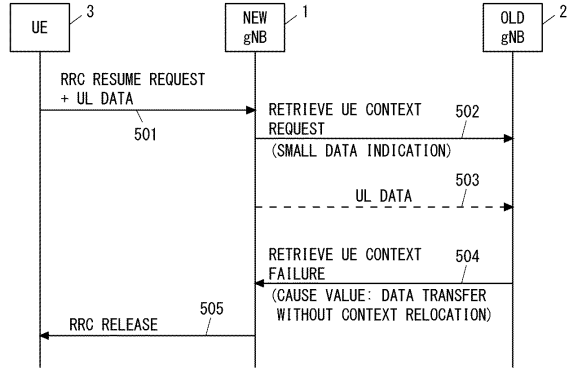 UE
3
NEW
gNB
1
OLD
gNB
2
RRC RESUME REQUEST
+ UL DATA
501
RETRIEVE UE CONTEXT
REQUEST
(SMALL DATA INDICATION)
502
UL DATA
503
RETRIEVE UE CONTEXT
FAILURE
(CAUSE VALUE: DATA TRANSFER
WITHOUT CONTEXT RELOCATION)
504
RRC RELEASE
505